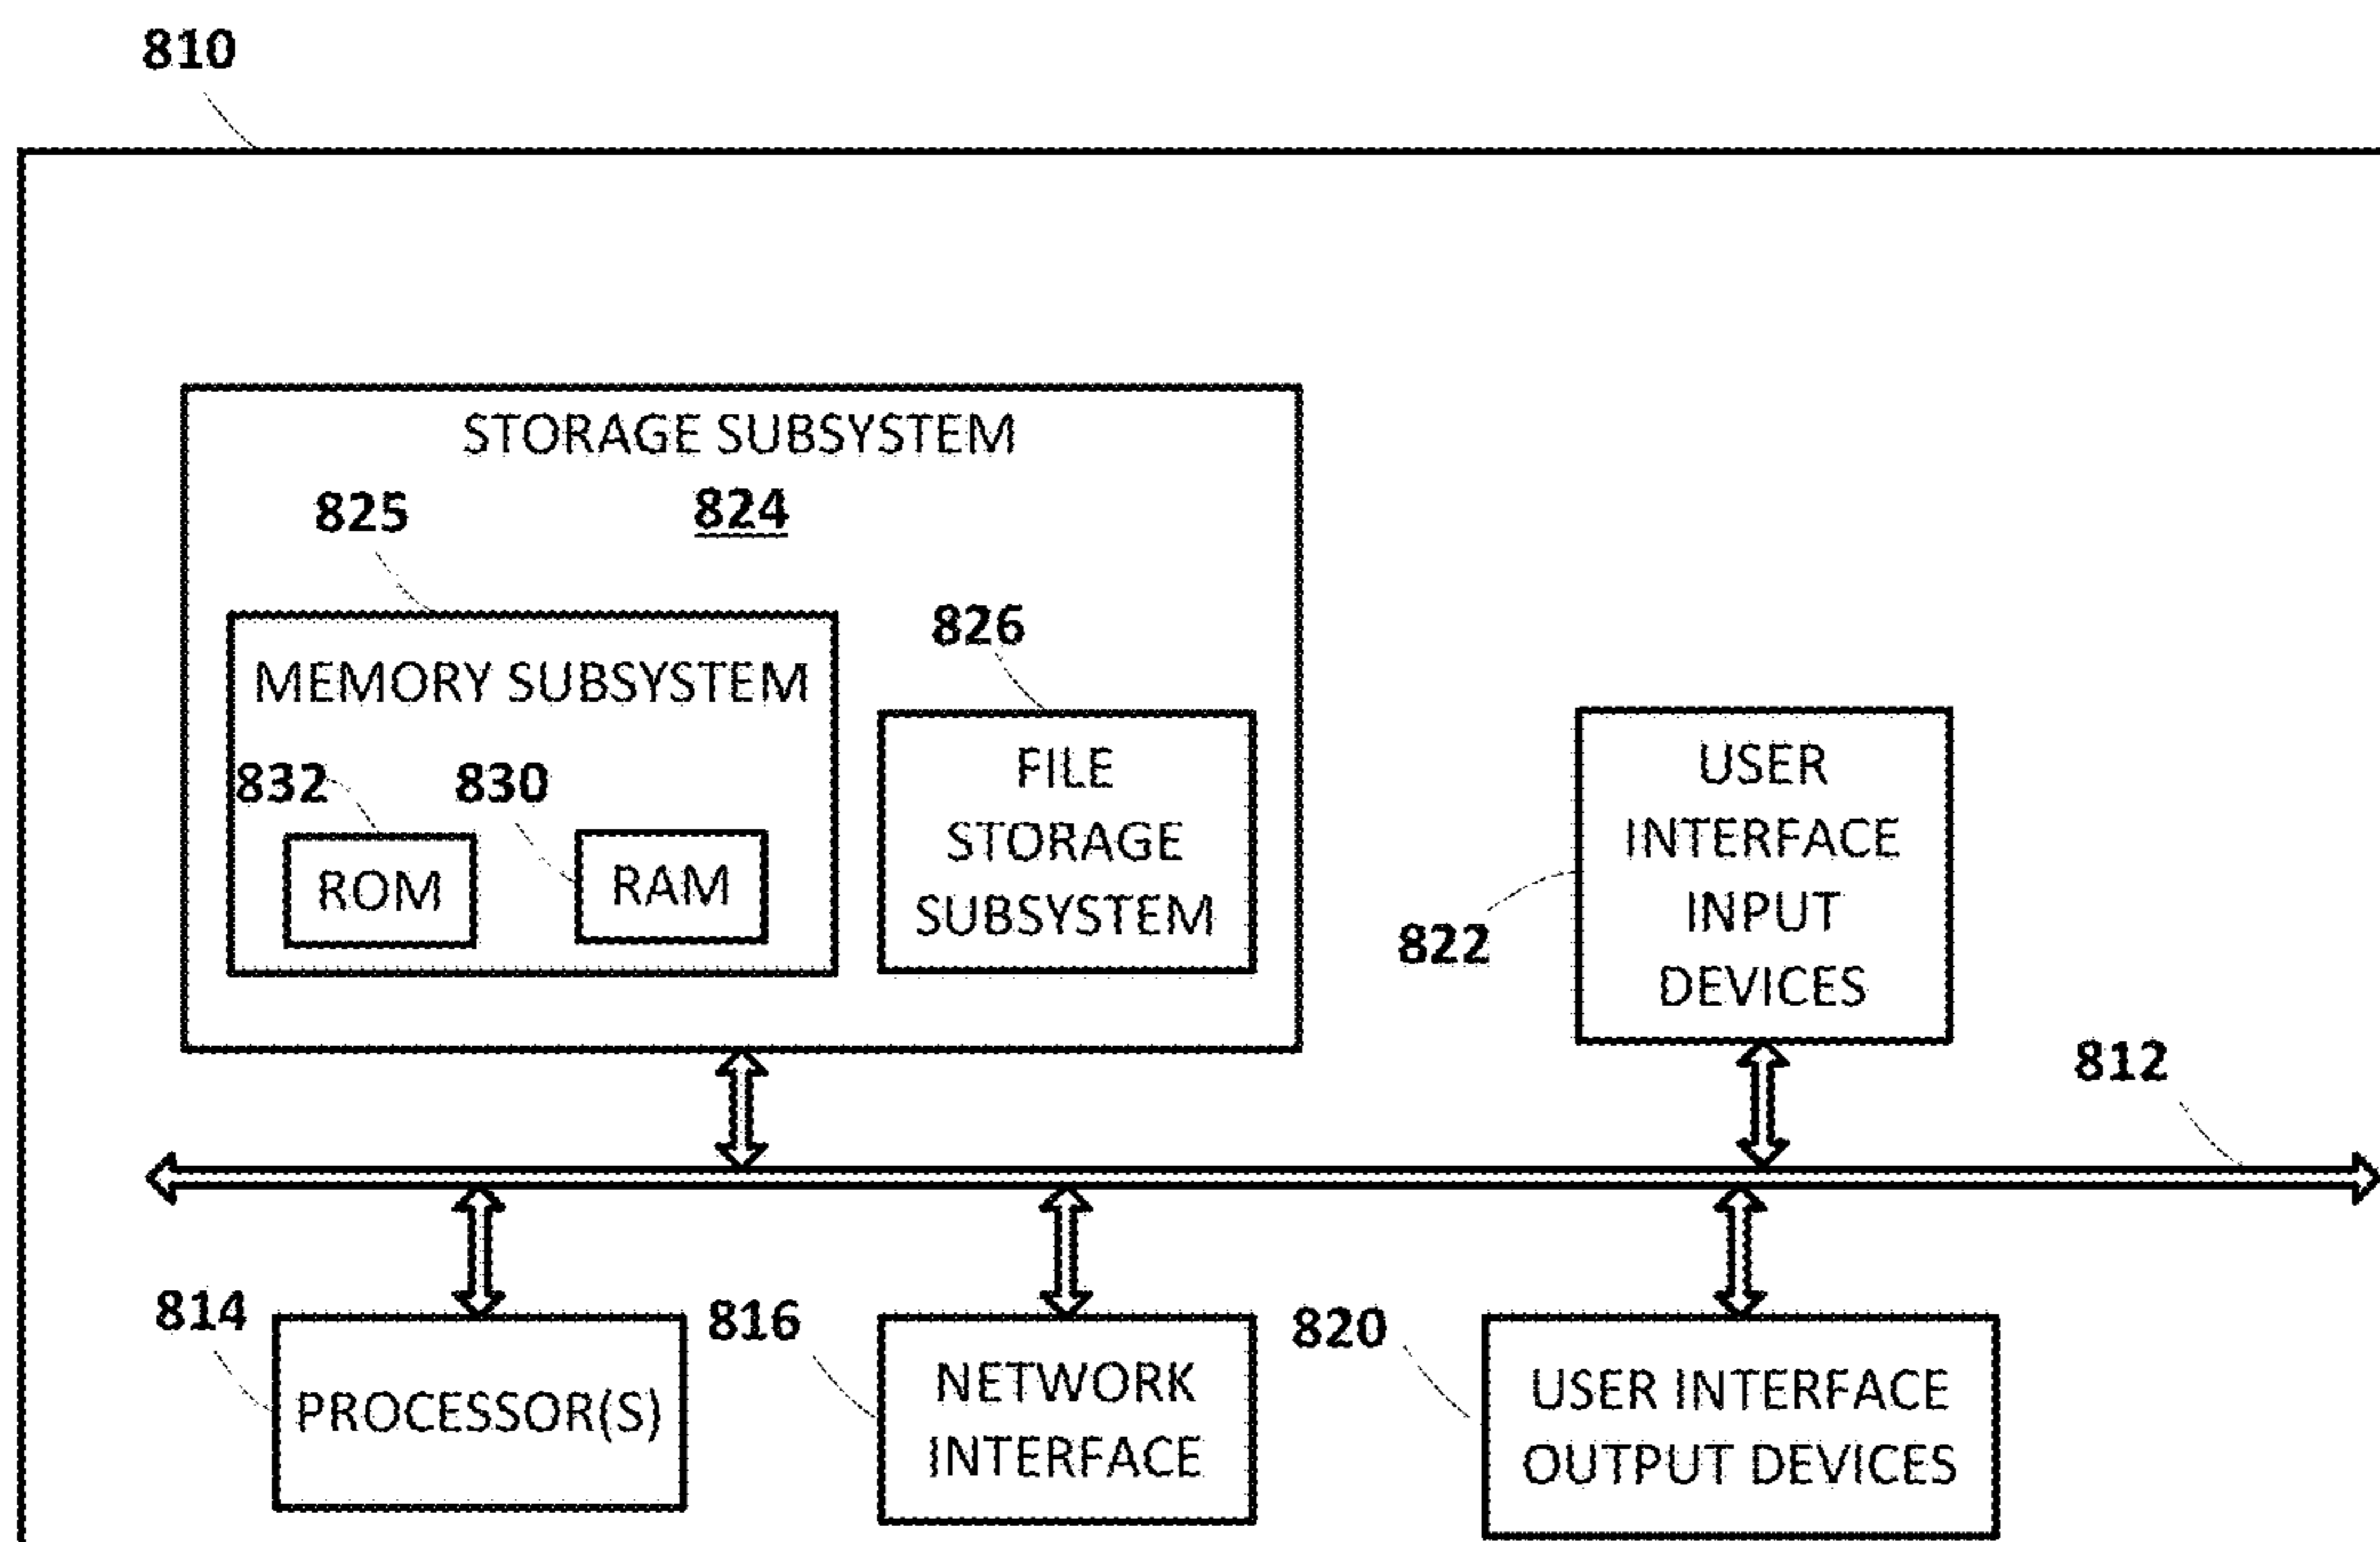 810
STORAGE SUBSYSTEM
824
825
826
MEMORY SUBSYSTEM
832
830
ROM
RAM
FILE
STORAGE
SUBSYSTEM
USER
INTERFACE
INPUT
DEVICES
822
812
814
PROCESSOR(S)
816
NETWORK
INTERFACE
820
USER INTERFACE
OUTPUT DEVICES